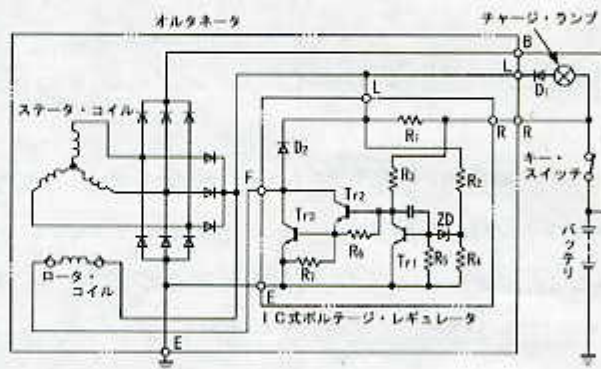 オルタネータ
チャージ・ランプ
B
L
D₁
ステータ・コイル
L
R₁
R
R
D₂
F
R₃
R₂
キー・
スイッチ
Tr₂
Tr₃
ZD
R₆
Tr₁
R₅
R₄
R₇
バッテリ
ロータ・
コイル
E
IC式ボルテージ・レギュレータ
E